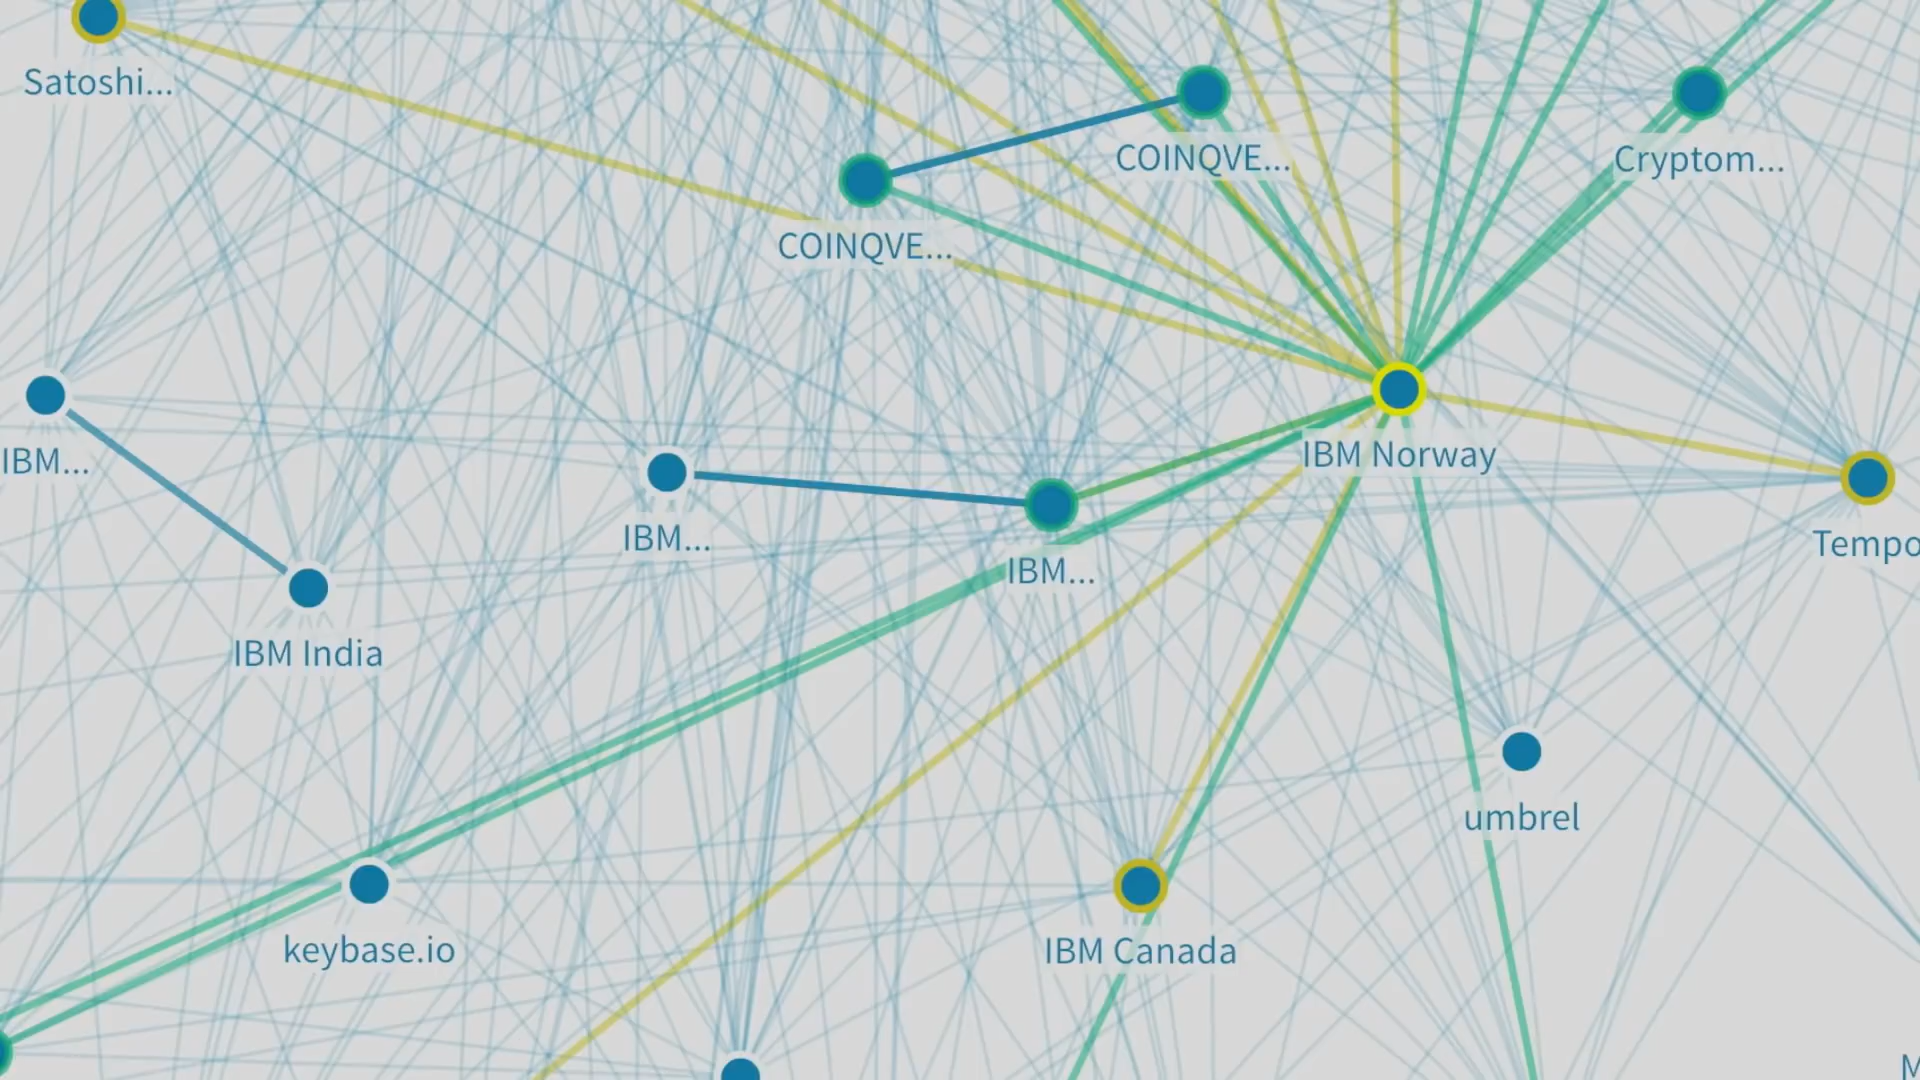 Satoshi...
COINQVE...
Cryptom...
COINQVE...
IBM Norway
IBM...
IBM...
Tempo
IBM...
IBM India
umbrel
keybase.io
IBM Canada
M